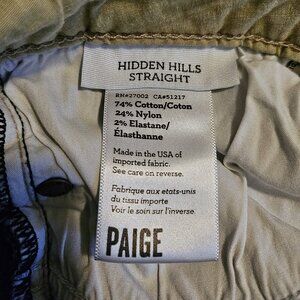 HIDDEN HILLS
STRAIGHT
RN#27002 CA#51217
74% Cotton/Coton
24% Nylon
2% Elastane/
Élasthanne
Made in the USA of
imported fabric.
See care on reverse.
Fabrique aux etats-unis
du tissu importe
Voir le soin sur l'inverse.
PAIGE